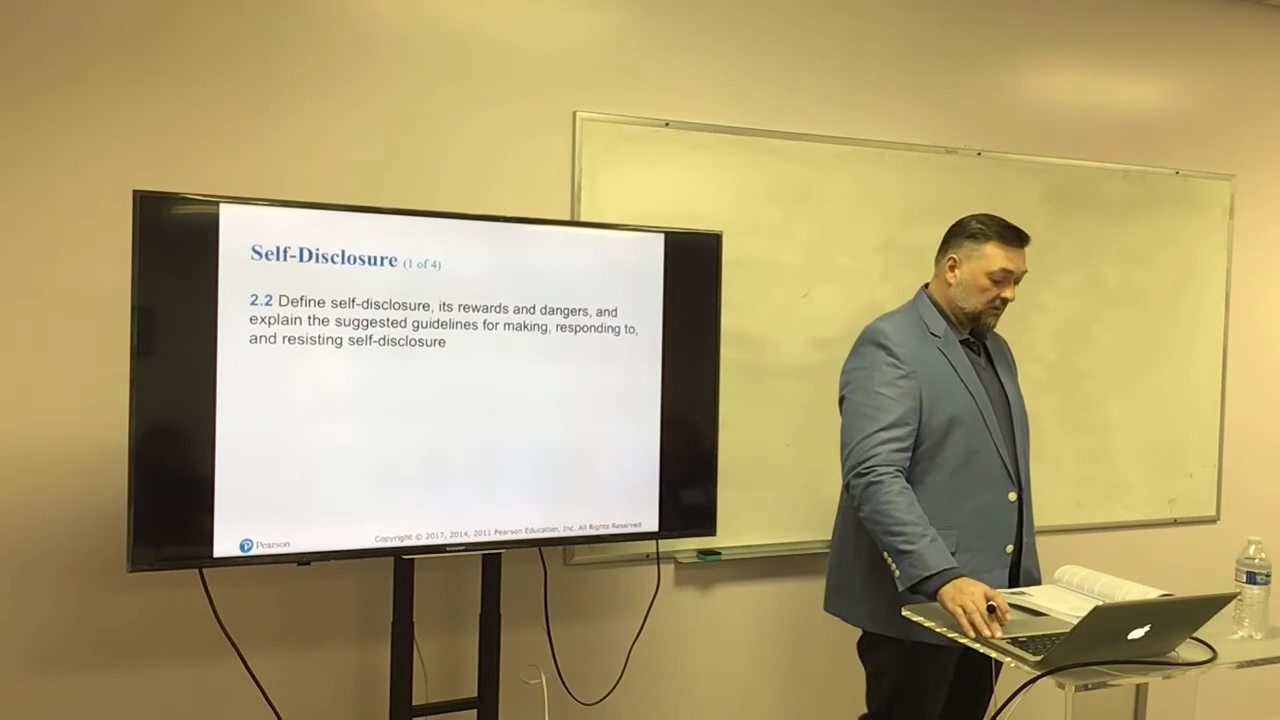 Self-Disclosure (1 of 4)
2.2 Define self-disclosure, its rewards and dangers, and
explain the suggested guidelines for making, responding to,
and resisting self-disclosure
Pearson
Copyright © 2017, 2014, 2011 Pearson Education, Inc. All Rights Reserved